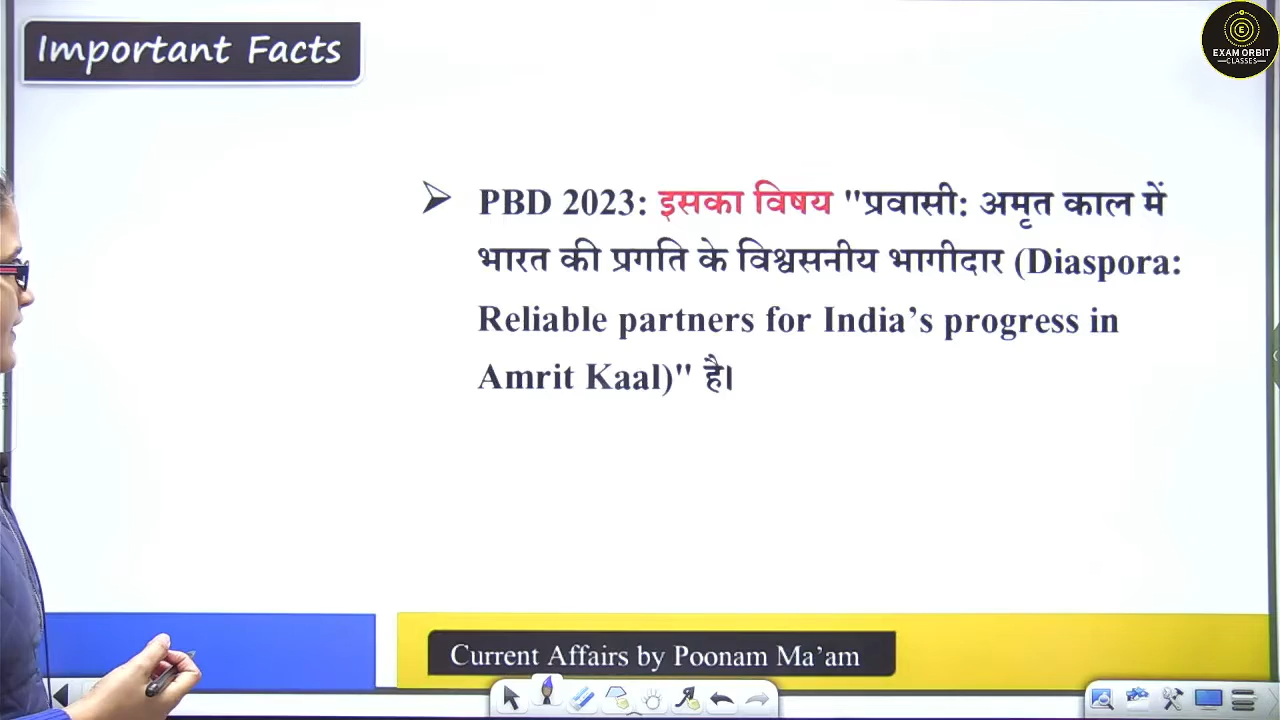 Important Facts
EXAM ORBIT
CLASSES
➢ PBD 2023: इसका विषय "प्रवासी: अमृत काल में
भारत की प्रगति के विश्वसनीय भागीदार (Diaspora:
Reliable partners for India’s progress in
Amrit Kaal)" है।
Current Affairs by Poonam Ma’am